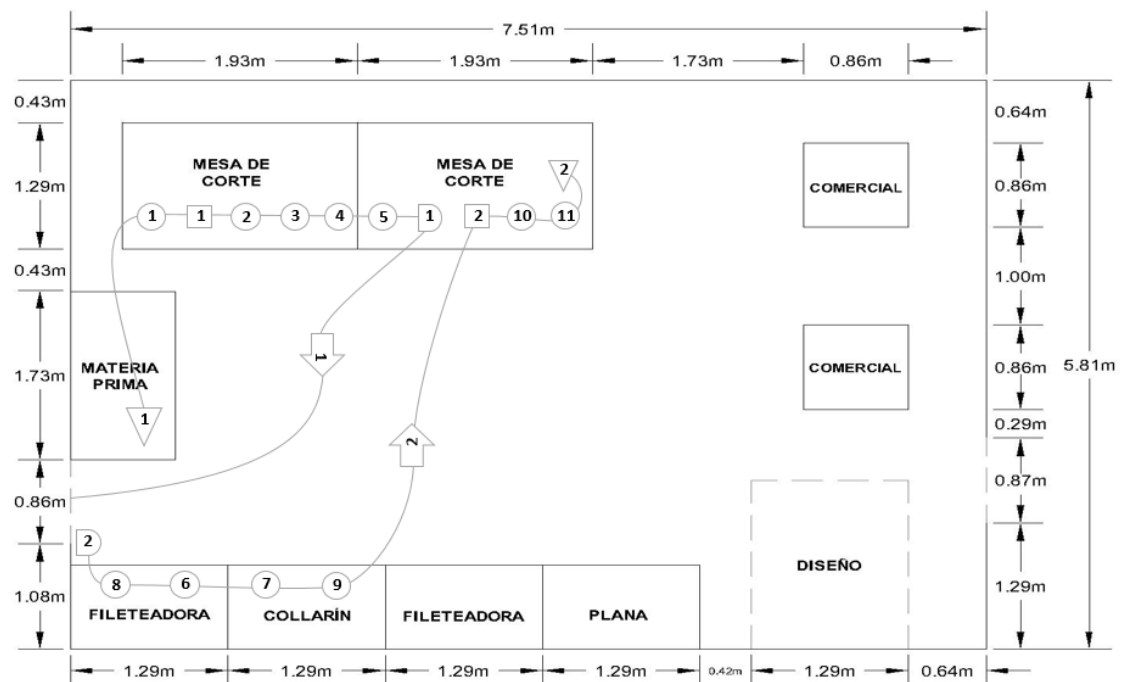 7.51m
1.93m 1.93m 1.73m 0.86m
0.43m
0.64m
MESA DE
CORTE
MESA DE
CORTE
2
1.29m
COMERCIAL
0.86m
1 1 2 3 4 5 1 2 10 11
0.43m
1.00m
1.73m
MATERIA
PRIMA
1
1
COMERCIAL
0.86m
5.81m
0.29m
2
0.86m
0.87m
2
1.08m
8 6 7 9
DISEÑO
1.29m
FILETEADORA COLLARÍN FILETEADORA PLANA
1.29m 1.29m 1.29m 1.29m 0.42m 1.29m 0.64m